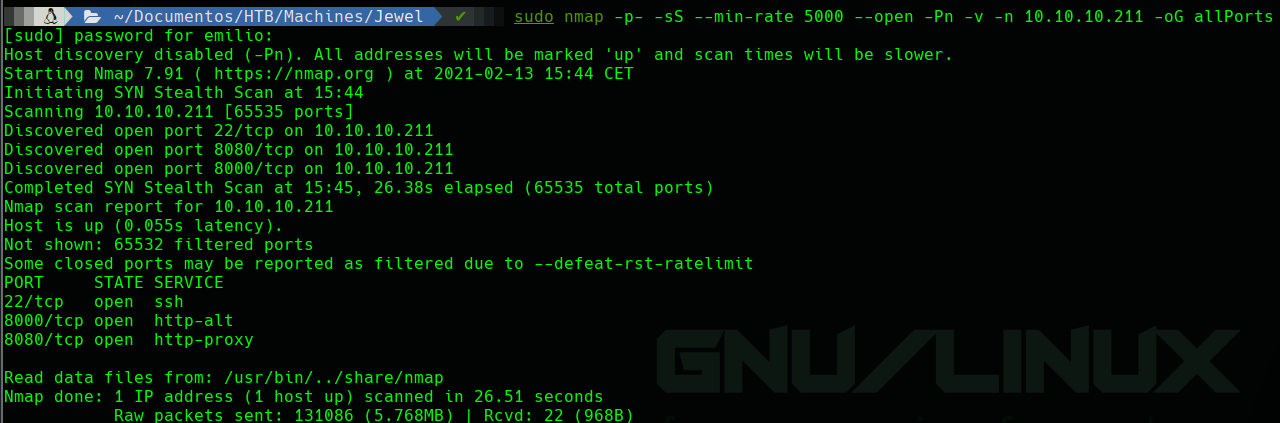 ~/Documentos/HTB/Machines/Jewel ✔ sudo nmap -p- -sS --min-rate 5000 --open -Pn -v -n 10.10.10.211 -oG allPorts
[sudo] password for emilio:
Host discovery disabled (-Pn). All addresses will be marked 'up' and scan times will be slower.
Starting Nmap 7.91 ( https://nmap.org ) at 2021-02-13 15:44 CET
Initiating SYN Stealth Scan at 15:44
Scanning 10.10.10.211 [65535 ports]
Discovered open port 22/tcp on 10.10.10.211
Discovered open port 8080/tcp on 10.10.10.211
Discovered open port 8000/tcp on 10.10.10.211
Completed SYN Stealth Scan at 15:45, 26.38s elapsed (65535 total ports)
Nmap scan report for 10.10.10.211
Host is up (0.055s latency).
Not shown: 65532 filtered ports
Some closed ports may be reported as filtered due to --defeat-rst-ratelimit
PORT     STATE SERVICE
22/tcp   open  ssh
8000/tcp open  http-alt
8080/tcp open  http-proxy
GNU/LINUX
Read data files from: /usr/bin/../share/nmap
Nmap done: 1 IP address (1 host up) scanned in 26.51 seconds
Raw packets sent: 131086 (5.768MB) | Rcvd: 22 (968B)